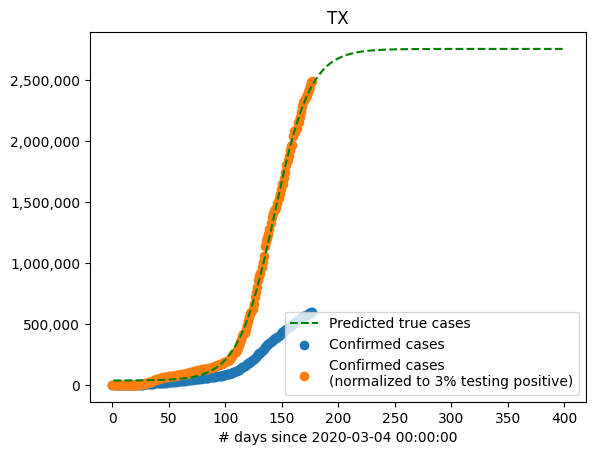 TX
2,500,000
2,000,000
1,500,000
1,000,000
500,000
0
Predicted true cases
Confirmed cases
Confirmed cases
(normalized to 3% testing positive)
0 50 100 150 200 250 300 350 400
# days since 2020-03-04 00:00:00